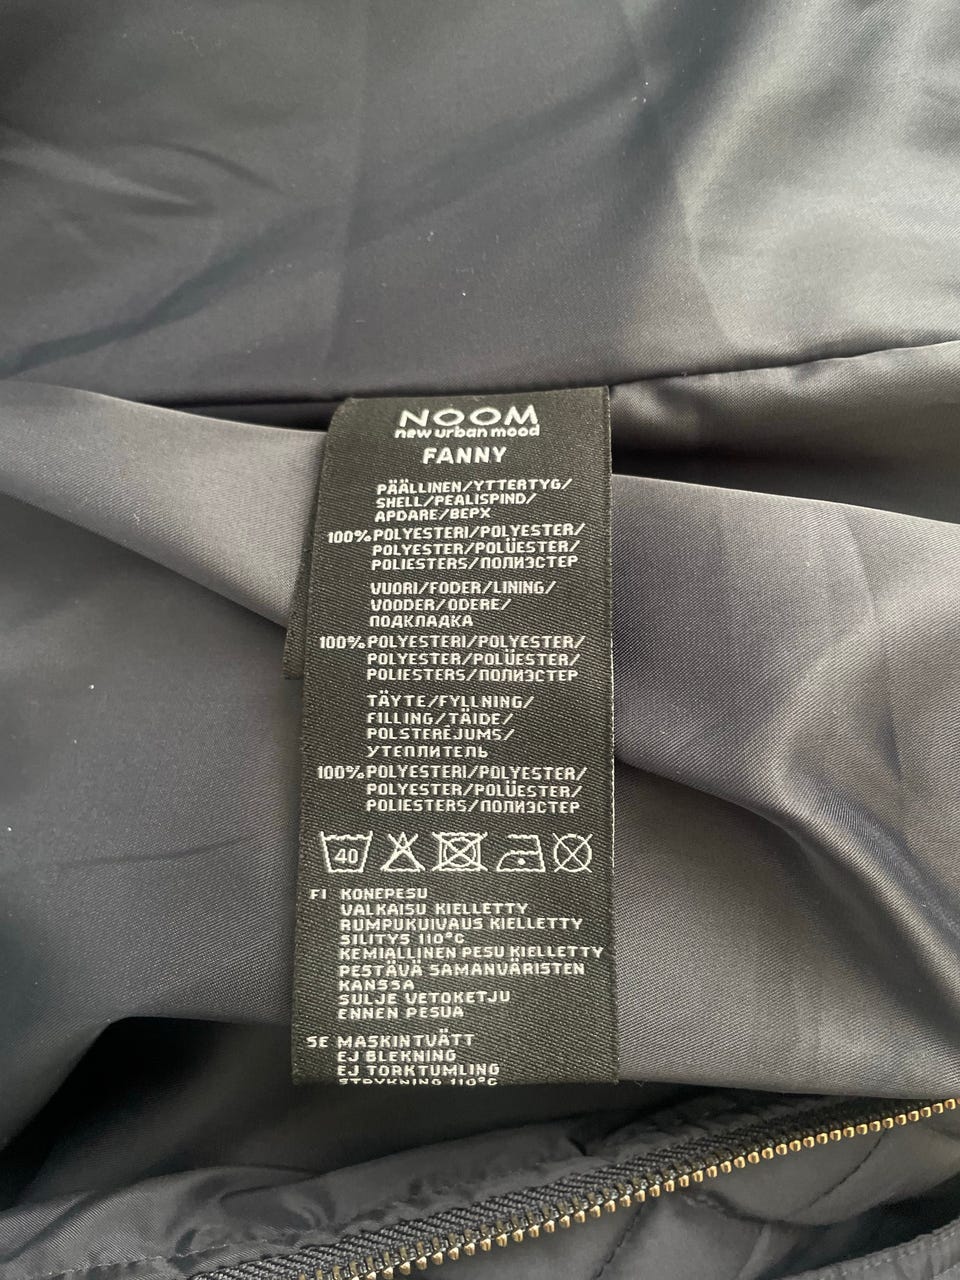 NOOM
new urban mood
FANNY
PÄÄLLINEN/YTTERTYG/
SHELL/PEALISPIND/
APDARE/ВЕРХ
100% POLYESTERI/POLYESTER/
POLYESTER/POLÜESTER/
POLIESTERS/ПОЛИЭСТЕР
VUORI/FODER/LINING/
VOODER/ODERE/
ПОДКЛАДКА
100% POLYESTERI/POLYESTER/
POLYESTER/POLÜESTER/
POLIESTERS/ПОЛИЭСТЕР
TÄYTE/FYLLNING/
FILLING/TÄIDE/
POLSTERĒJUMS/
УТЕПЛИТЕЛЬ
100% POLYESTERI/POLYESTER/
POLYESTER/POLÜESTER/
POLIESTERS/ПОЛИЭСТЕР
40
FI KONEPESU
VALKAISU KIELLETTY
RUMPUKUIVAUS KIELLETTY
SILITYS 110°C
KEMIALLINEN PESU KIELLETTY
PESTÄVÄ SAMANVÄRISTEN
KANSSA
SULJE VETOKETJU
ENNEN PESUA
SE MASKINTVÄTT
EJ BLEKNING
EJ TORKTUMLING
STRYKNING 110°C